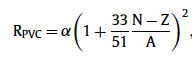 R_PVC = α(1 + 33/51 N − Z/A)²,